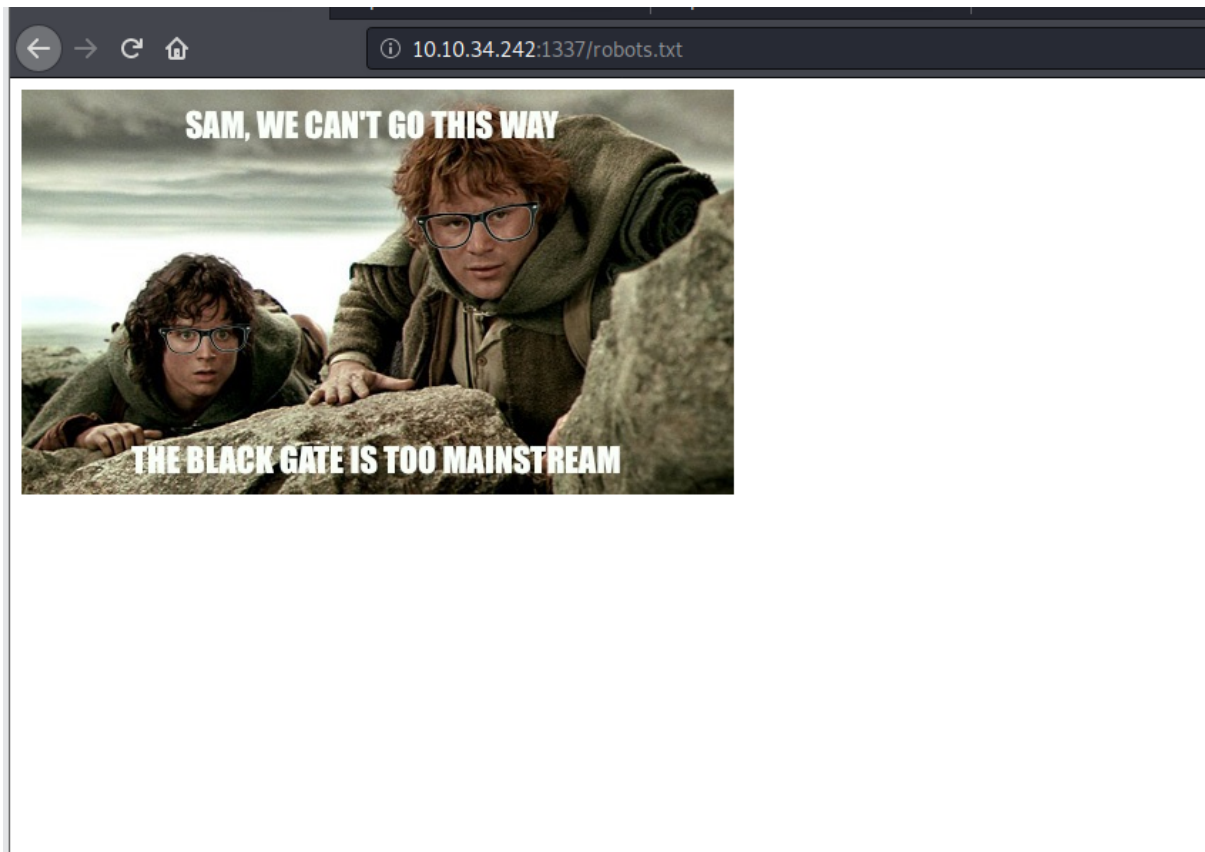 10.10.34.242:1337/robots.txt
SAM, WE CAN'T GO THIS WAY
THE BLACK GATE IS TOO MAINSTREAM